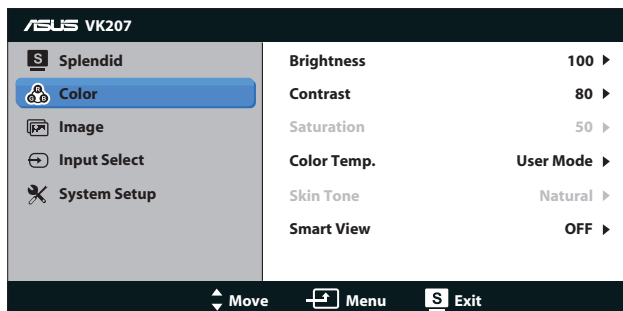 ASUS VK207
S Splendid
Color
Image
Input Select
System Setup
Brightness 100
Contrast 80
Saturation 50
Color Temp. User Mode
Skin Tone Natural
Smart View OFF
Move Menu S Exit